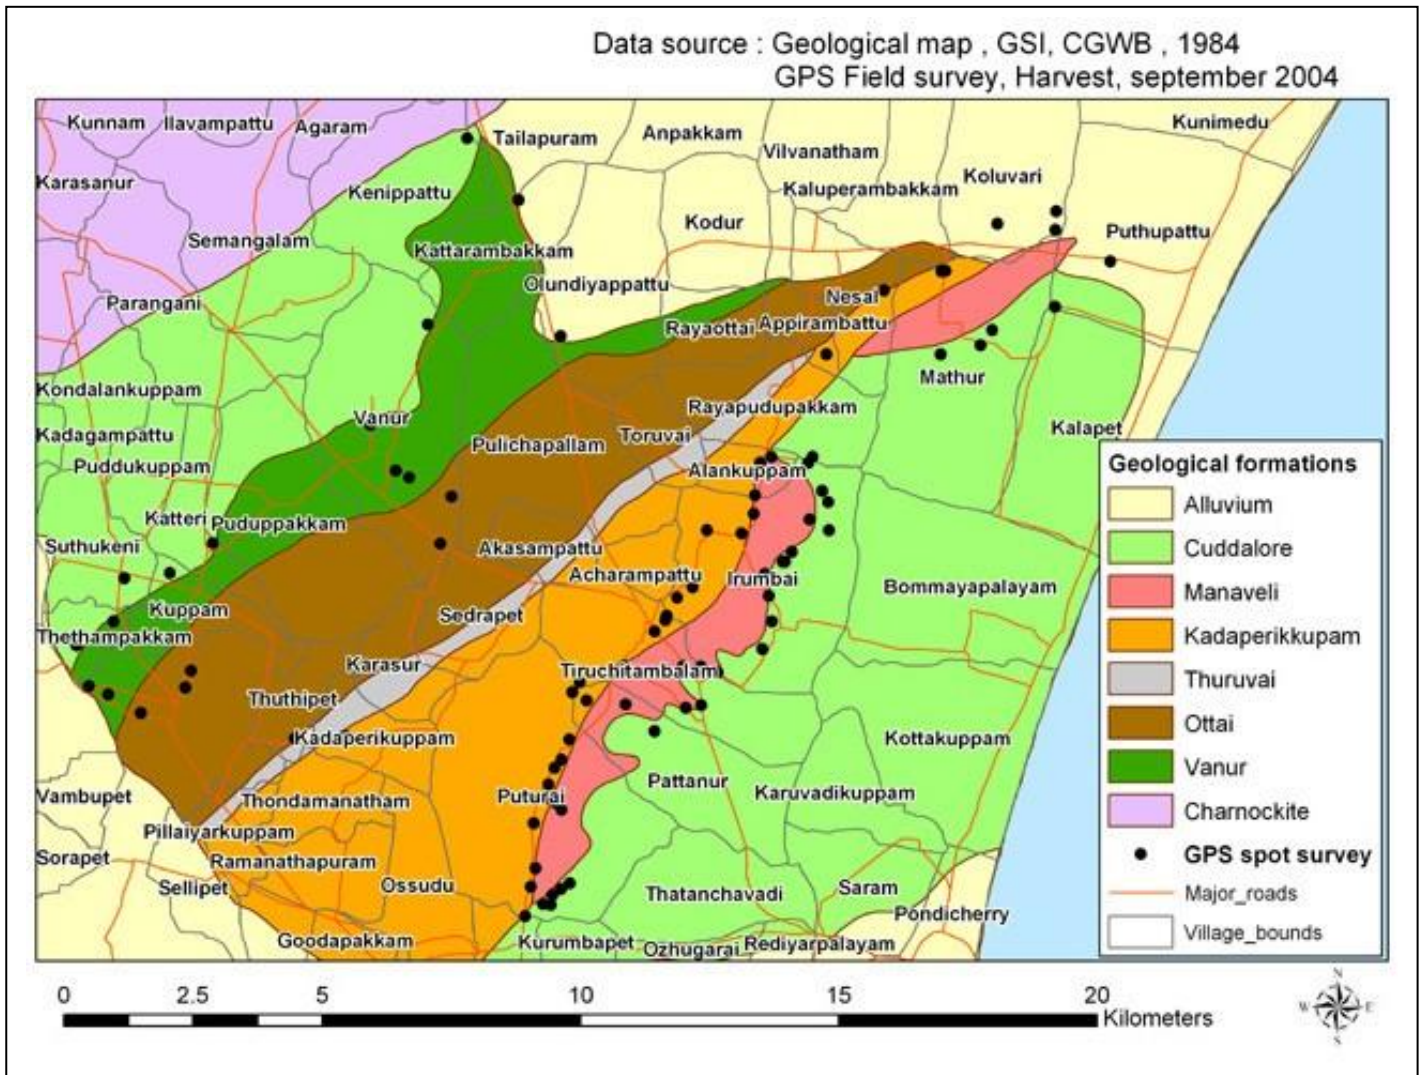 Data source : Geological map , GSI, CGWB , 1984
GPS Field survey, Harvest, september 2004
Kunnam
Ilavampattu
Agaram
Tailapuram
Anpakkam
Kunimedu
Vilvanatham
Karasanur
Kenippattu
Kaluperambakkam
Koluvari
Kodur
Puthupattu
Semangalam
Kattarambakkam
Olundiyappattu
Parangani
Nesal
Rayaottai
Appirambattu
Kondalankuppam
Mathur
Vanur
Rayapudupakkam
Kadagampattu
Toruvai
Kalapet
Pulichapallam
Puddukuppam
Alankuppam
Katteri
Puduppakkam
Suthukeni
Akasampattu
Acharampattu
Irumbai
Bommayapalayam
Kuppam
Sedrapet
Thethampakkam
Karasur
Tiruchitambalam
Thuthipet
Kadaperikuppam
Kottakuppam
Pattanur
Karuvadikuppam
Vambupet
Thondamanatham
Puturai
Pillaiyarkuppam
Sorapet
Ramanathapuram
Sellipet
Ossudu
Thatanchavadi
Saram
Pondicherry
Goodapakkam
Kurumbapet
Ozhugarai
Rediyarpalayam
Geological formations
Alluvium
Cuddalore
Manaveli
Kadaperikkupam
Thuruvai
Ottai
Vanur
Charnockite
GPS spot survey
Major_roads
Village_bounds
0 2.5 5 10 15 20
Kilometers
N
W E
S